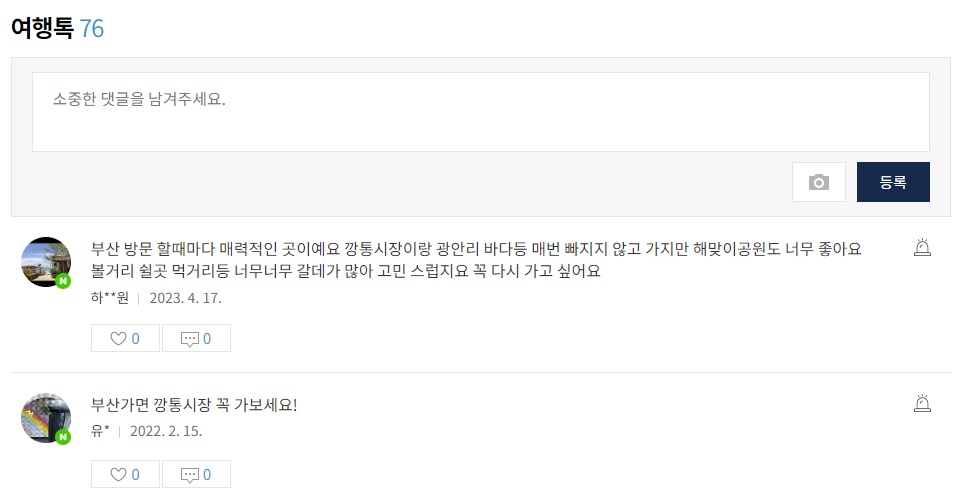 여행톡 76
소중한 댓글을 남겨주세요.
등록
부산 방문 할때마다 매력적인 곳이예요 깡통시장이랑 광안리 바다등 매번 빠지지 않고 가지만 해맞이공원도 너무 좋아요
볼거리 쉴곳 먹거리등 너무너무 갈데가 많아 고민 스럽지요 꼭 다시 가고 싶어요
하**원 | 2023. 4. 17.
0 0
부산가면 깡통시장 꼭 가보세요!
유* | 2022. 2. 15.
0 0